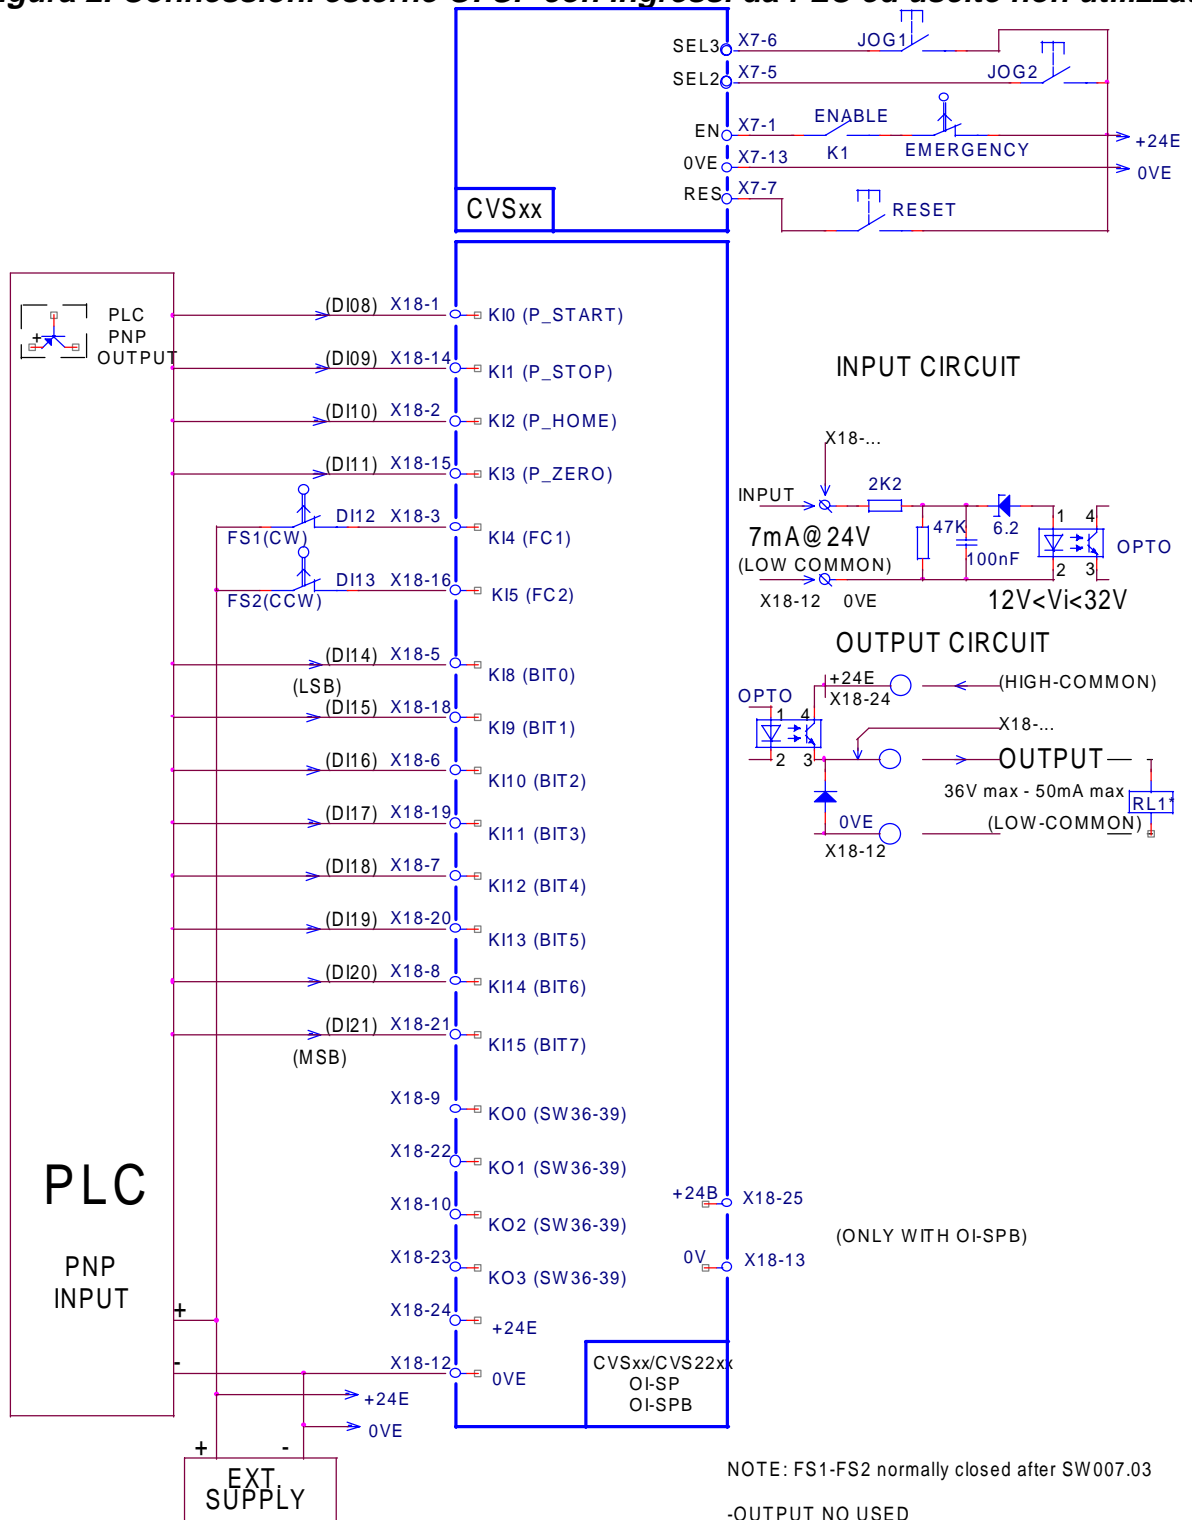 SEL3 X7-6 JOG1
SEL2 X7-5 JOG2
EN X7-1 ENABLE
K1 EMERGENCY +24E
0VE X7-13 0VE
RES X7-7
RESET
CVSxx
PLC
PNP
OUTPUT
+
(DI08) X18-1 KI0 (P_START)
(DI09) X18-14 KI1 (P_STOP)
(DI10) X18-2 KI2 (P_HOME)
(DI11) X18-15 KI3 (P_ZERO)
FS1(CW) DI12 X18-3 KI4 (FC1)
FS2(CCW) DI13 X18-16 KI5 (FC2)
(DI14) X18-5 KI8 (BIT0)
(LSB)
(DI15) X18-18 KI9 (BIT1)
(DI16) X18-6 KI10 (BIT2)
(DI17) X18-19 KI11 (BIT3)
(DI18) X18-7 KI12 (BIT4)
(DI19) X18-20 KI13 (BIT5)
(DI20) X18-8 KI14 (BIT6)
(DI21) X18-21 KI15 (BIT7)
(MSB)
X18-9 KO0 (SW36-39)
X18-22 KO1 (SW36-39)
X18-10 KO2 (SW36-39)
X18-23 KO3 (SW36-39)
X18-24 +24E
X18-12 0VE
PLC
PNP
INPUT
+
-
+24E
0VE
+ -
EXT.
SUPPLY
+24B X18-25
0V X18-13
(ONLY WITH OI-SPB)
CVSxx/CVS22xx
OI-SP
OI-SPB
INPUT CIRCUIT
X18-...
INPUT 2K2
7mA@24V 47K 6.2 1 4
(LOW COMMON) 100nF OPTO
2 3
X18-12 0VE 12V<Vi<32V
OUTPUT CIRCUIT
+24E (HIGH-COMMON)
OPTO X18-24
1 4 X18-...
2 3 OUTPUT
36V max - 50mA max RL1*
0VE (LOW-COMMON)
X18-12
NOTE: FS1-FS2 normally closed after SW007.03
-OUTPUT NO USED